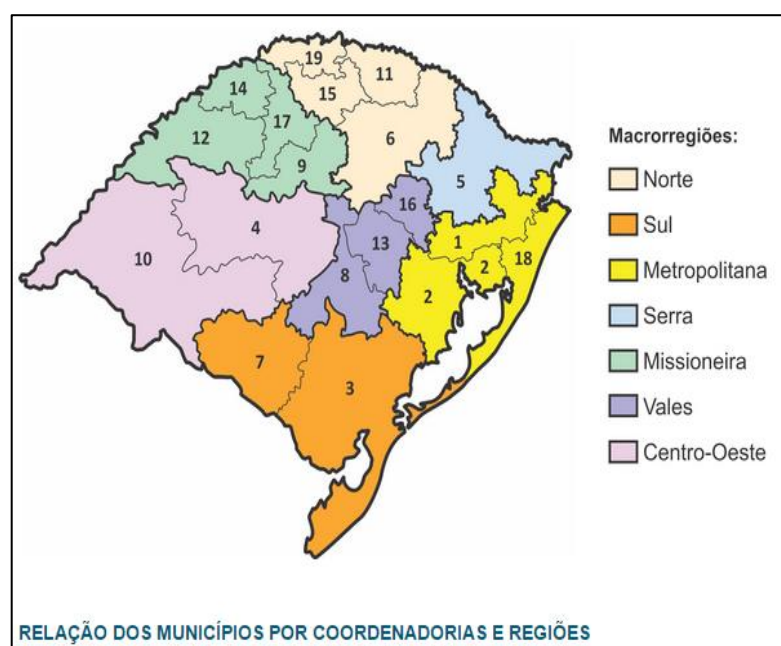 19
11
14
15
17
12
6
9
5
16
4
13
1
10
18
8
2
2
7
3
Macrorregiões:
Norte
Sul
Metropolitana
Serra
Missioneira
Vales
Centro-Oeste
RELAÇÃO DOS MUNICÍPIOS POR COORDENADORIAS E REGIÕES